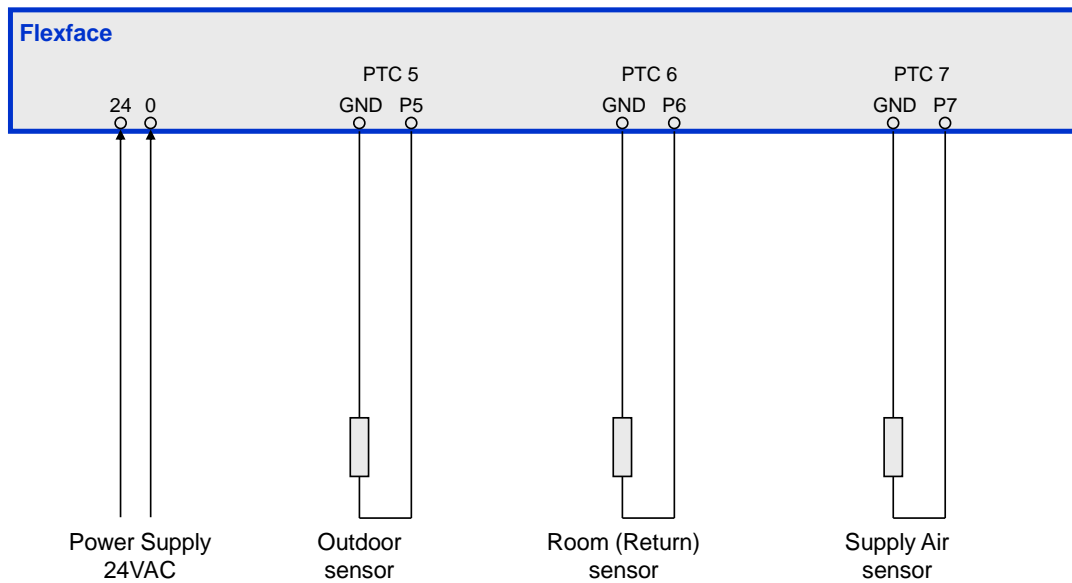 Flexface
PTC 5
PTC 6
PTC 7
24 0
GND P5
GND P6
GND P7
Power Supply
24VAC
Outdoor
sensor
Room (Return)
sensor
Supply Air
sensor